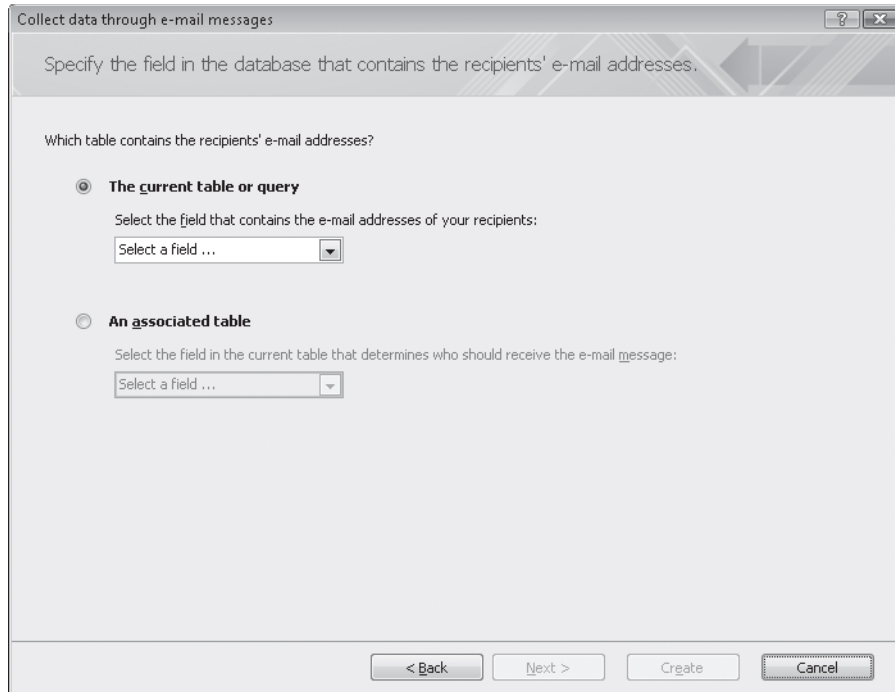 Collect data through e-mail messages
Specify the field in the database that contains the recipients' e-mail addresses.
Which table contains the recipients' e-mail addresses?
The current table or query
Select the field that contains the e-mail addresses of your recipients:
Select a field ...
An associated table
Select the field in the current table that determines who should receive the e-mail message:
Select a field ...
< Back Next > Create Cancel